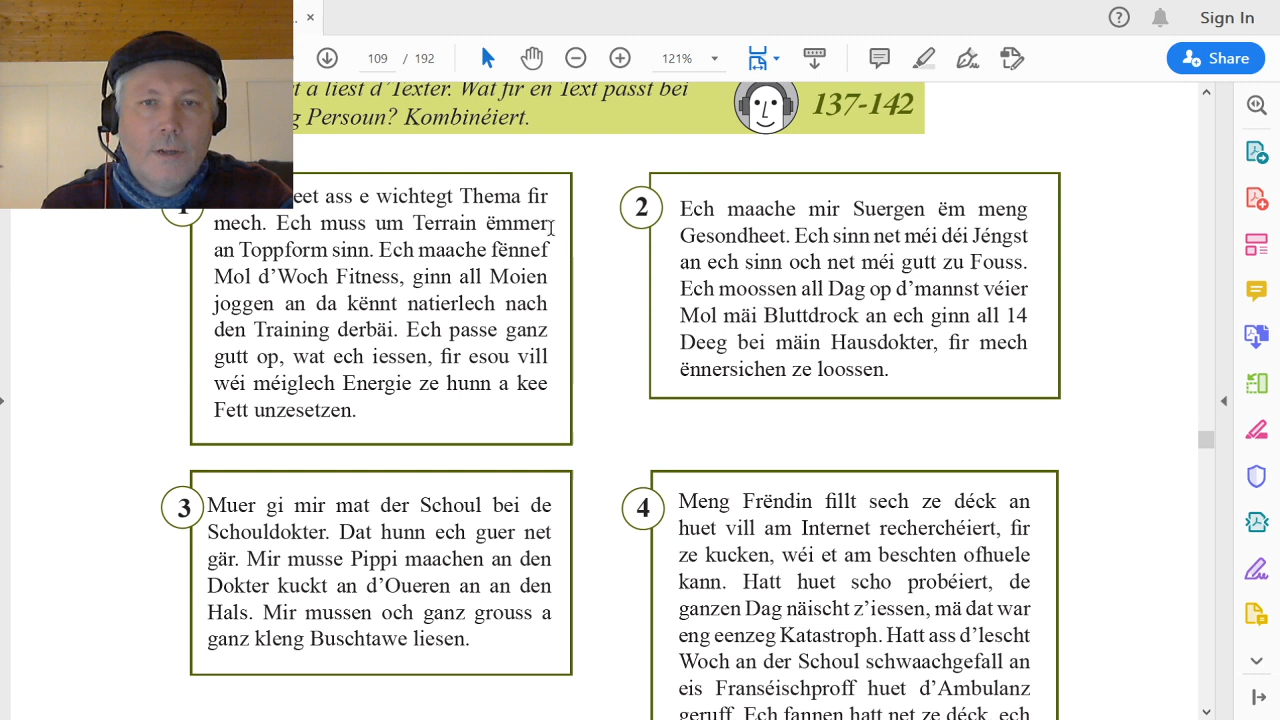 109 / 192
121%
Sign In
Share
t a liest d’Texter. Wat fir en Text passt bei
g Persoun? Kombinéiert.
137-142
eet ass e wichtegt Thema fir
mech. Ech muss um Terrain ëmmer
an Toppform sinn. Ech maache fënnef
Mol d’Woch Fitness, ginn all Moien
joggen an da kënnt natierlech nach
den Training derbäi. Ech passe ganz
gutt op, wat ech iessen, fir esou vill
wéi méiglech Energie ze hunn a kee
Fett unzesetzen.
2
Ech maache mir Suergen ëm meng
Gesondheet. Ech sinn net méi déi Jéngst
an ech sinn och net méi gutt zu Fouss.
Ech moossen all Dag op d’mannst véier
Mol mäi Bluttdrock an ech ginn all 14
Deeg bei mäin Hausdokter, fir mech
ënnersichen ze loossen.
3
Muer gi mir mat der Schoul bei de
Schouldokter. Dat hunn ech guer net
gär. Mir musse Pippi maachen an den
Dokter kuckt an d’Oueren an an den
Hals. Mir mussen och ganz grouss a
ganz kleng Buschtawe liesen.
4
Meng Frëndin fillt sech ze déck an
huet vill am Internet recherchéiert, fir
ze kucken, wéi et am beschten ofhuele
kann. Hatt huet scho probéiert, de
ganzen Dag näischt z’iessen, mä dat war
eng eenzeg Katastroph. Hatt ass d’lescht
Woch an der Schoul schwaachgefall an
eis Franséischproff huet d’Ambulanz
geruff. Ech fannen hatt net ze déck, ech